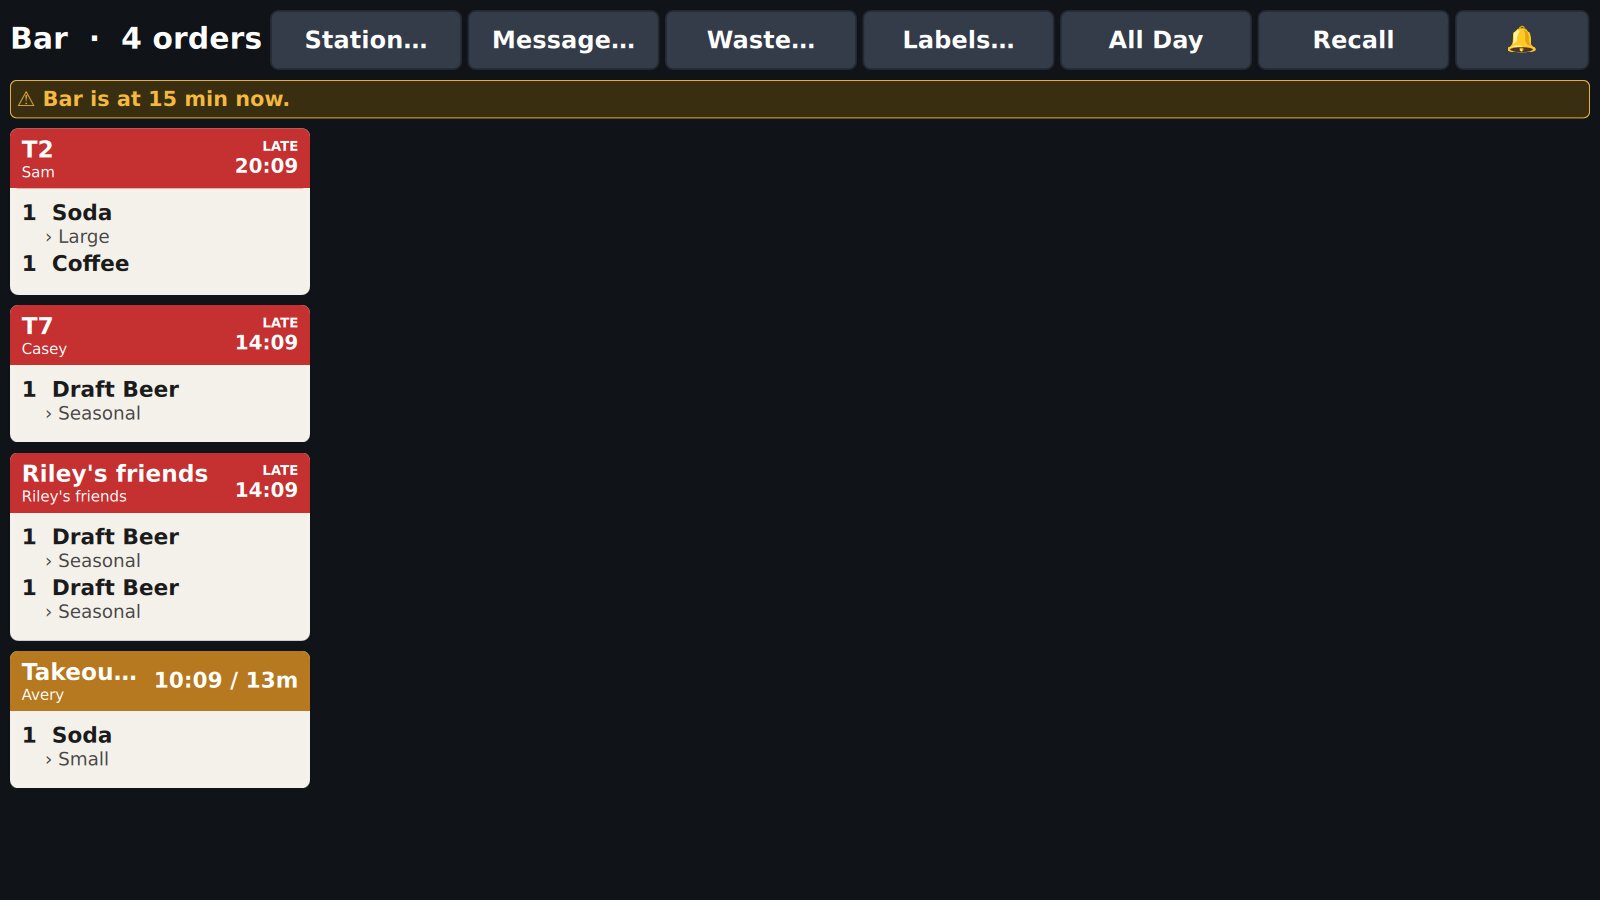 Bar · 4 orders
Station…
Message…
Waste…
Labels…
All Day
Recall
⚠ Bar is at 15 min now.
T2
Sam
LATE
20:09
1 Soda
› Large
1 Coffee
T7
Casey
LATE
14:09
1 Draft Beer
› Seasonal
Riley's friends
Riley's friends
LATE
14:09
1 Draft Beer
› Seasonal
1 Draft Beer
› Seasonal
Takeou…
Avery
10:09 / 13m
1 Soda
› Small